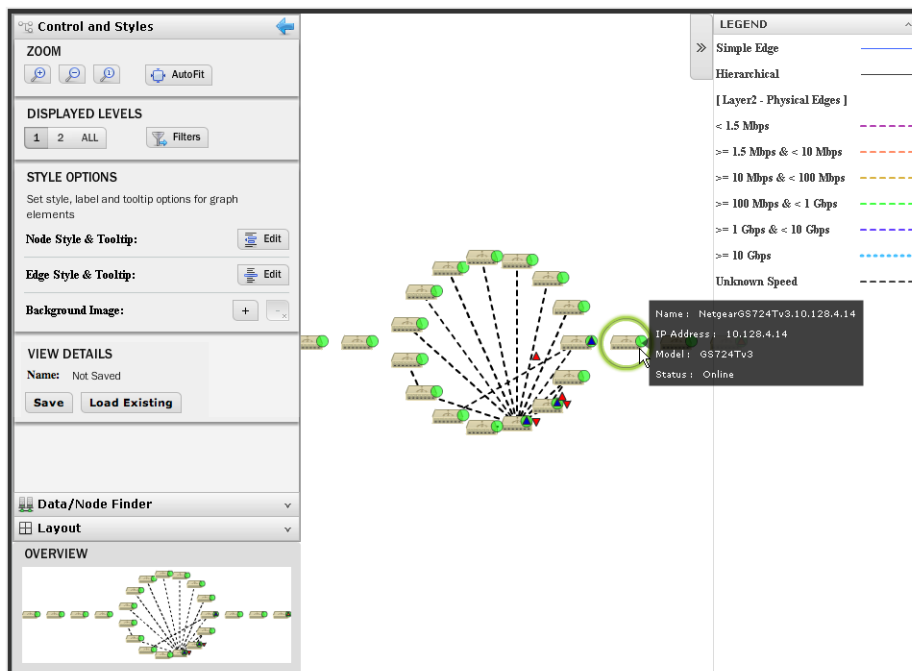 Control and Styles
ZOOM
1
AutoFit
DISPLAYED LEVELS
1 2 ALL
Filters
STYLE OPTIONS
Set style, label and tooltip options for graph
elements
Node Style & Tooltip:
Edit
Edge Style & Tooltip:
Edit
Background Image:
+
VIEW DETAILS
Name: Not Saved
Save
Load Existing
Data/Node Finder
Layout
OVERVIEW
LEGEND
Simple Edge
Hierarchical
[ Layer2 - Physical Edges ]
< 1.5 Mbps
>= 1.5 Mbps & < 10 Mbps
>= 10 Mbps & < 100 Mbps
>= 100 Mbps & < 1 Gbps
>= 1 Gbps & < 10 Gbps
>= 10 Gbps
Unknown Speed
Name : NetgearGS724Tv3.10.128.4.14
IP Address : 10.128.4.14
Model : GS724Tv3
Status : Online